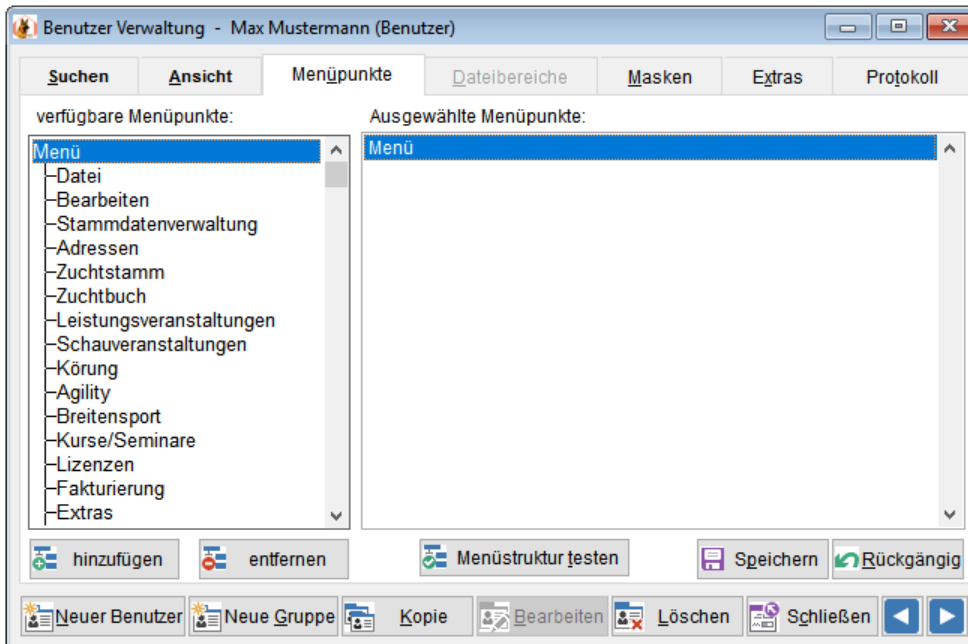 Benutzer Verwaltung - Max Mustermann (Benutzer)
Suchen Ansicht Menüpunkte Dateibereiche Masken Extras Protokoll
verfügbare Menüpunkte: Ausgewählte Menüpunkte:
Menü Menü
Datei
Bearbeiten
Stammdatenverwaltung
Adressen
Zuchtstamm
Zuchtbuch
Leistungsveranstaltungen
Schauveranstaltungen
Körung
Agility
Breitensport
Kurse/Seminare
Lizenzen
Fakturierung
Extras
hinzufügen entfernen Menüstruktur testen Speichern Rückgängig
Neuer Benutzer Neue Gruppe Kopie Bearbeiten Löschen Schließen